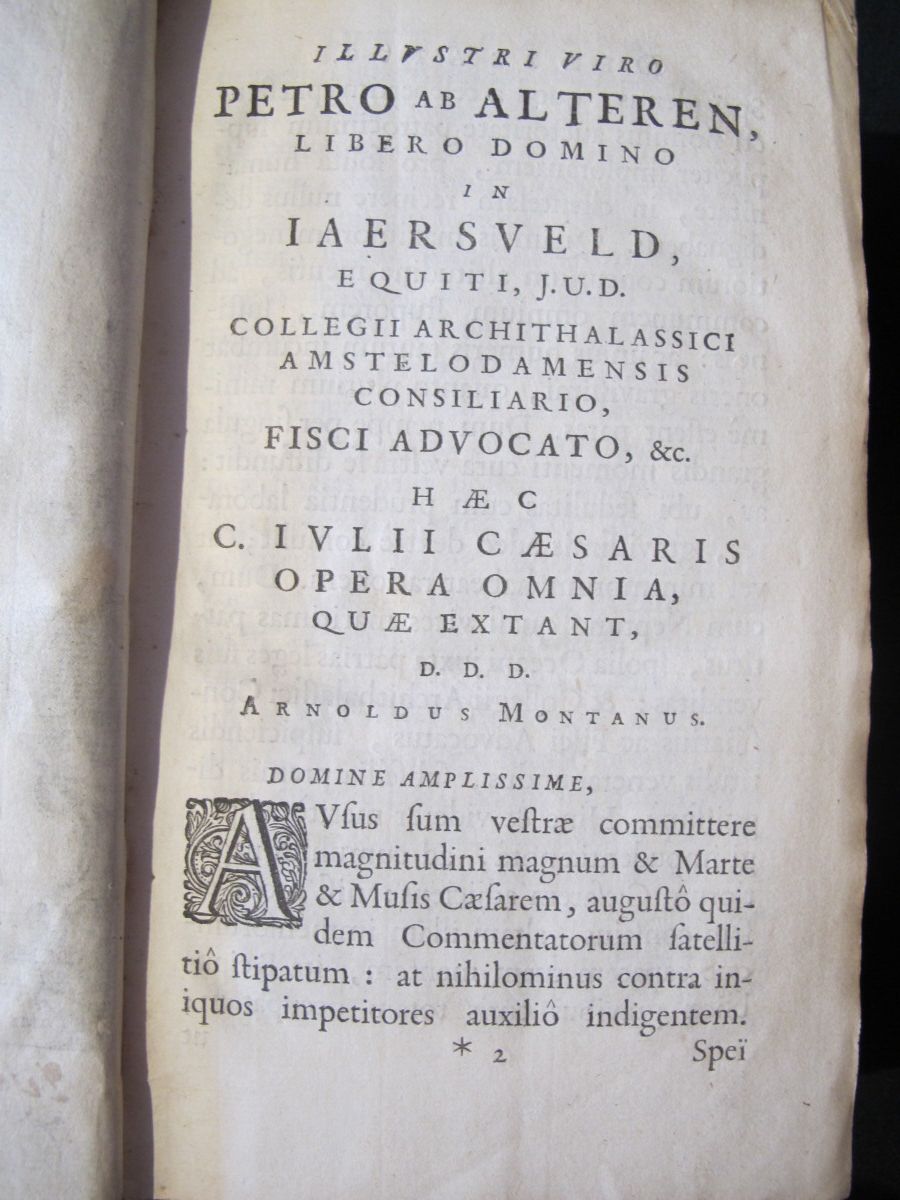 ILLVSTRI VIRO
PETRO AB ALTEREN,
LIBERO DOMINO
IN
IAERSVELD,
EQUITI, J.U.D.
COLLEGII ARCHITHALASSICI
AMSTELODAMENSIS
CONSILIARIO,
FISCI ADVOCATO, &c.
HÆC
C. IVLII CÆSARIS
OPERA OMNIA,
QUÆ EXTANT,
D. D. D.
ARNOLDUS MONTANUS.
DOMINE AMPLISSIME,
AVſus ſum veſtræ committere
magnitudini magnum & Marte
& Muſis Cæſarem, auguſtô qui-
dem Commentatorum ſatelli-
tiô ſtipatum : at nihilominus contra in-
iquos impetitores auxiliô indigentem.
* 2 Speï